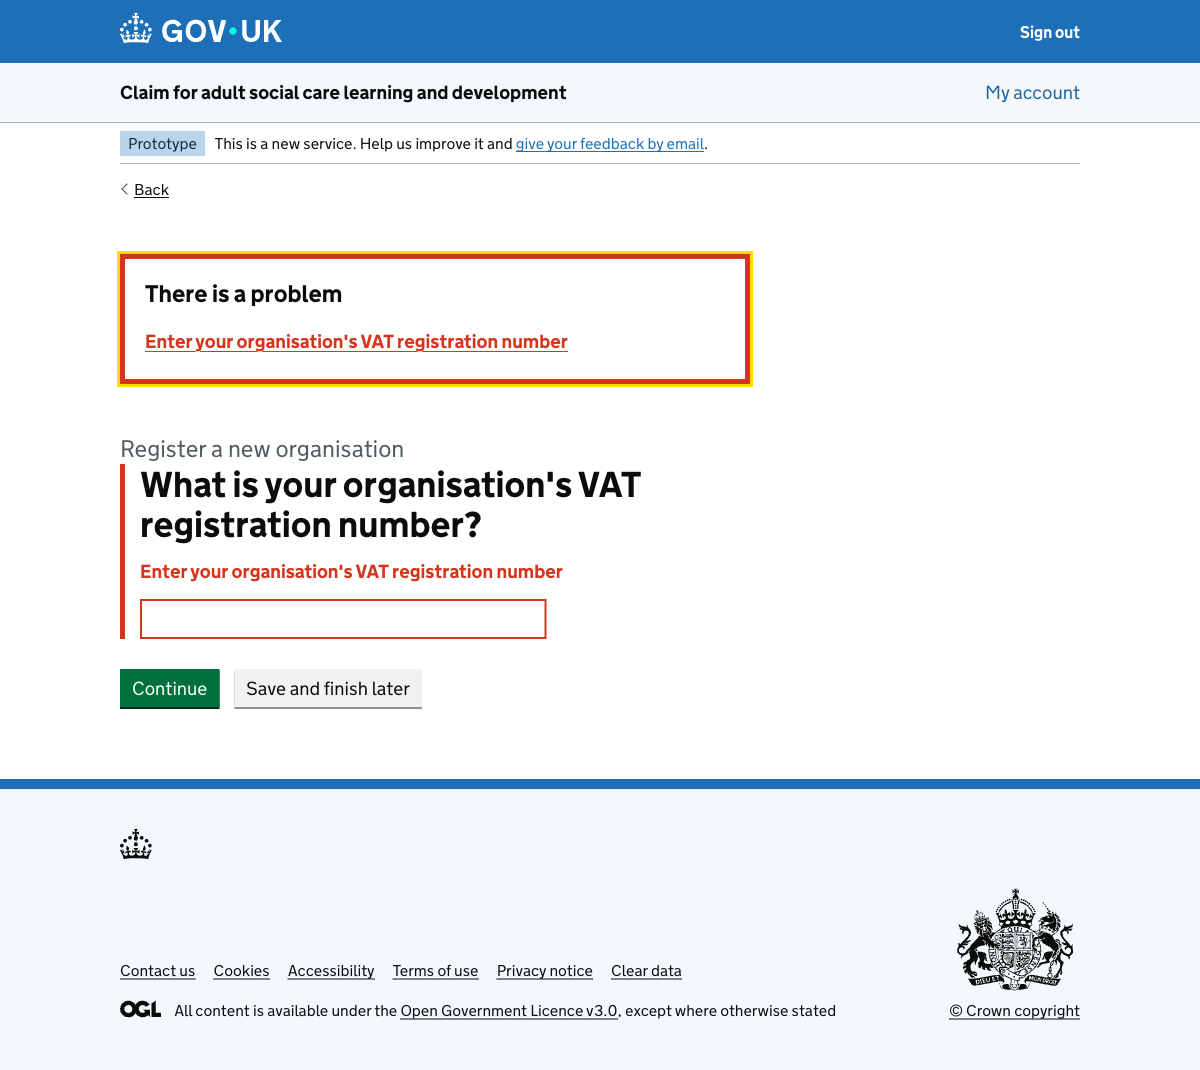 GOV·UK
Sign out
Claim for adult social care learning and development
My account
Prototype
This is a new service. Help us improve it and give your feedback by email.
Back
There is a problem
Enter your organisation's VAT registration number
Register a new organisation
What is your organisation's VAT
registration number?
Enter your organisation's VAT registration number
Continue
Save and finish later
Contact us
Cookies
Accessibility
Terms of use
Privacy notice
Clear data
OGL
All content is available under the Open Government Licence v3.0, except where otherwise stated
© Crown copyright